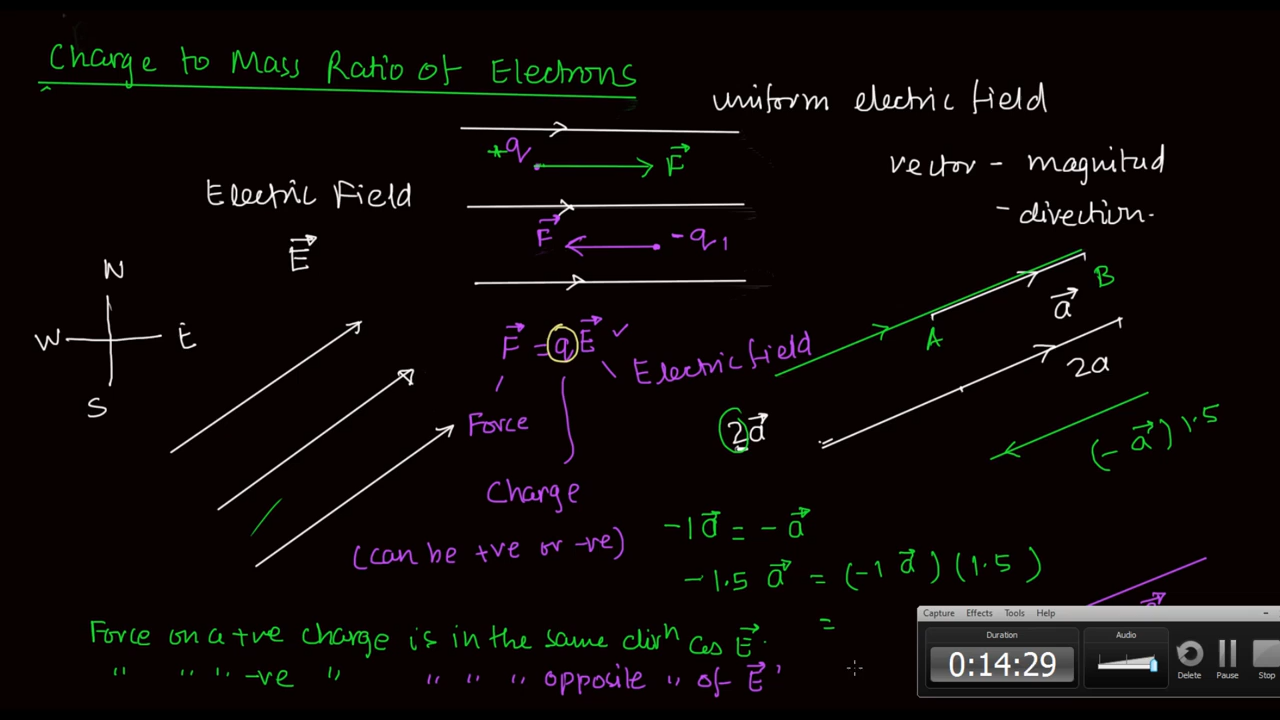 Charge to Mass Ratio of Electrons
uniform electric field
+q
F
vector - magnitud
- direction.
Electric Field
E
F
-q₁
N
W E
S
B
A
a
2a
F = qE ✓
Electric field
Force
2a
(-a) 1.5
Charge
(can be +ve or -ve)
-1a = -a
-1.5 a = (-1 a) (1.5)
Force on a +ve charge is in the same dirⁿ as E.
=
" " " -ve " " " " opposite " of E'
Capture Effects Tools Help
Duration Audio
0:14:29
Delete Pause Stop